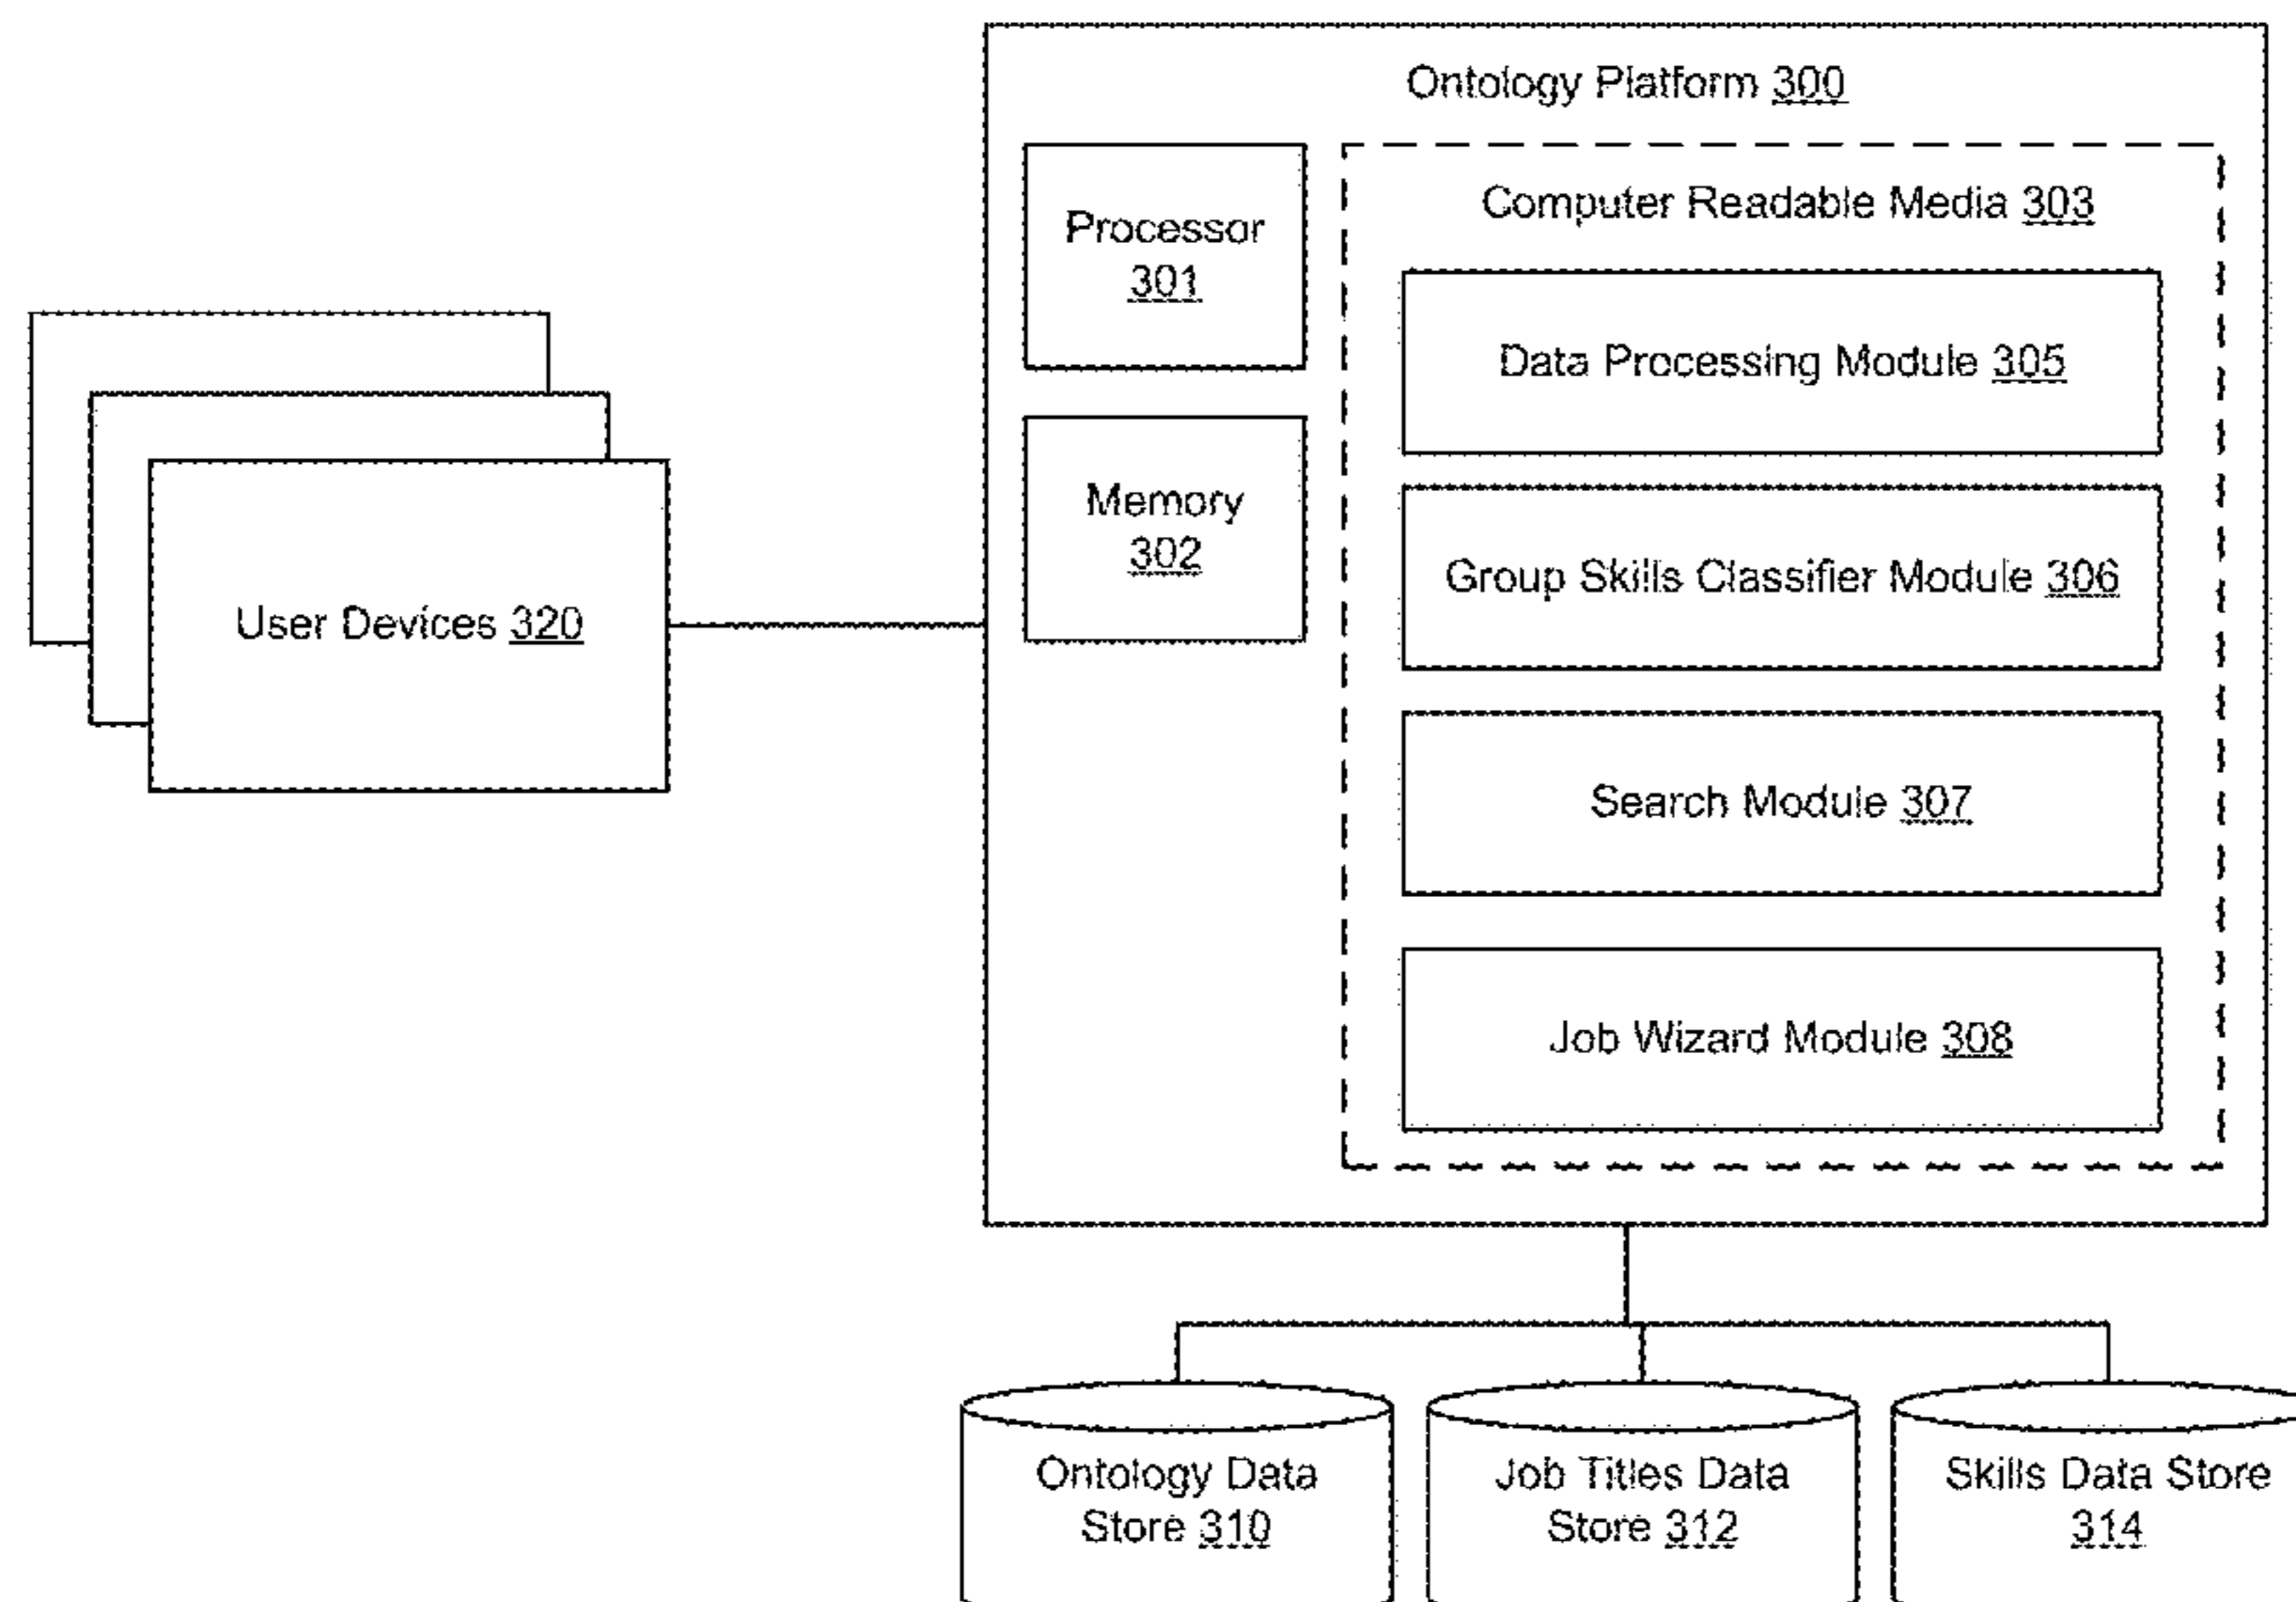 Ontology Platform 300
Processor
301
Memory
302
Computer Readable Media 303
Data Processing Module 305
Group Skills Classifier Module 306
Search Module 307
Job Wizard Module 308
User Devices 320
Ontology Data
Store 310
Job Titles Data
Store 312
Skills Data Store
314